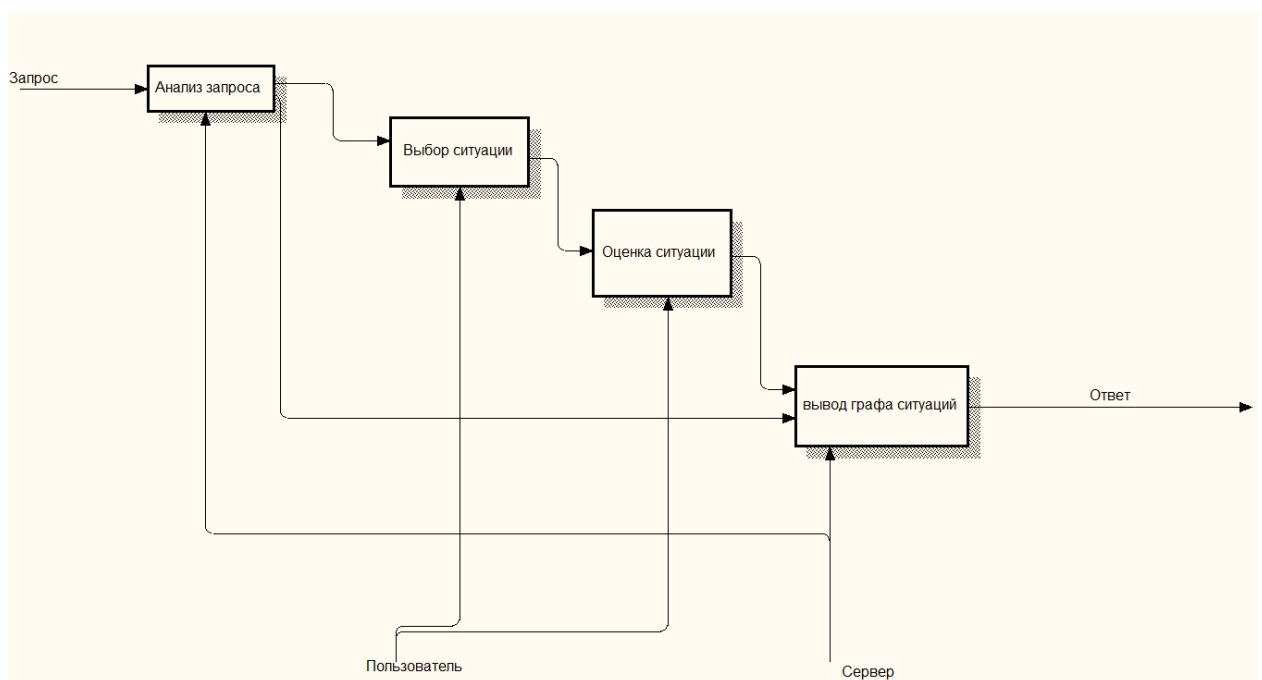 Запрос
Анализ запроса
Выбор ситуации
Оценка ситуации
вывод графа ситуаций
Ответ
Пользователь
Сервер